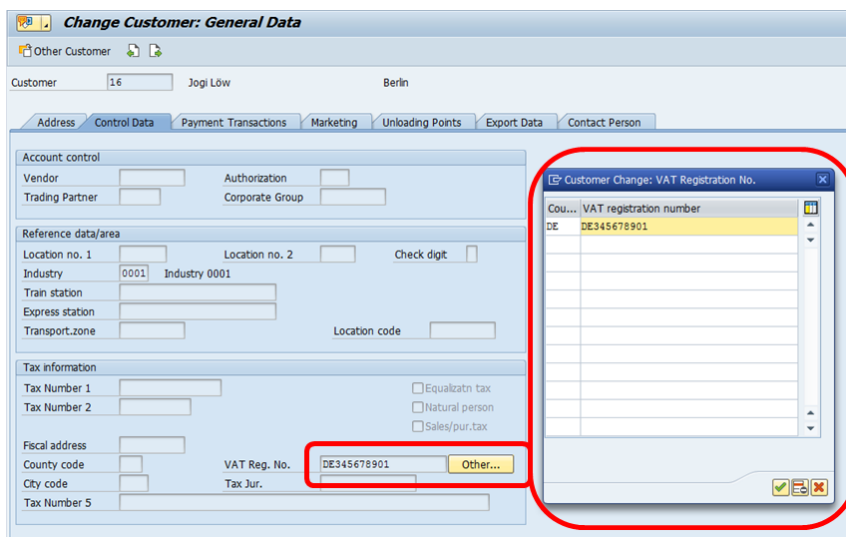 Change Customer: General Data
Other Customer
Customer 16 Jogi Löw Berlin
Address Control Data Payment Transactions Marketing Unloading Points Export Data Contact Person
Account control
Vendor Authorization
Trading Partner Corporate Group
Reference data/area
Location no. 1 Location no. 2 Check digit
Industry 0001 Industry 0001
Train station
Express station
Transport.zone Location code
Tax information
Tax Number 1 Equalizatn tax
Tax Number 2 Natural person
Sales/pur.tax
Fiscal address
County code VAT Reg. No. DE345678901 Other...
City code Tax Jur.
Tax Number 5
Customer Change: VAT Registration No.
Cou... VAT registration number
DE DE345678901